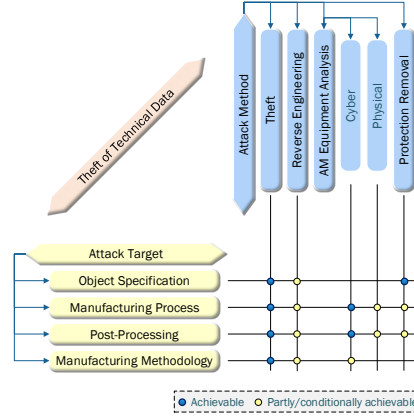 Theft of Technical Data
Attack Method
Theft
Reverse Engineering
AM Equipment Analysis
Cyber
Physical
Protection Removal
Attack Target
Object Specification
Manufacturing Process
Post-Processing
Manufacturing Methodology
Achievable
Partly/conditionally achievable